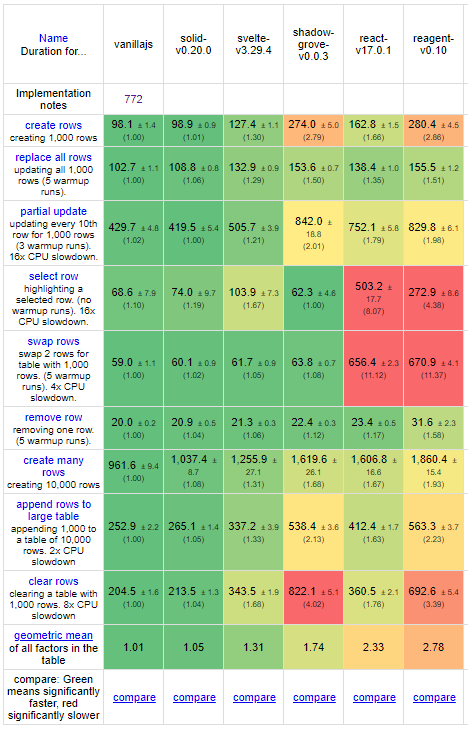 Name
Duration for...
vanillajs
solid-
v0.20.0
svelte-
v3.29.4
shadow-
grove-
v0.0.3
react-
v17.0.1
reagent-
v0.10
Implementation
notes
772
create rows
creating 1,000 rows
98.1 ± 1.4
(1.00)
98.9 ± 0.9
(1.01)
127.4 ± 1.1
(1.30)
274.0 ± 5.0
(2.79)
162.8 ± 1.5
(1.66)
280.4 ± 4.5
(2.86)
replace all rows
updating all 1,000
rows (5 warmup
runs).
102.7 ± 1.1
(1.00)
108.8 ± 0.8
(1.06)
132.9 ± 0.9
(1.29)
153.6 ± 0.7
(1.50)
138.4 ± 1.0
(1.35)
155.5 ± 1.2
(1.51)
partial update
updating every 10th
row for 1,000 rows
(3 warmup runs).
16x CPU slowdown.
429.7 ± 4.8
(1.02)
419.5 ± 5.4
(1.00)
505.7 ± 3.9
(1.21)
842.0 ±
18.8
(2.01)
752.1 ± 5.8
(1.79)
829.8 ± 6.1
(1.98)
select row
highlighting a
selected row. (no
warmup runs). 16x
CPU slowdown.
68.6 ± 7.9
(1.10)
74.0 ± 9.7
(1.19)
103.9 ± 7.3
(1.67)
62.3 ± 4.6
(1.00)
503.2 ±
17.7
(8.07)
272.9 ± 8.6
(4.38)
swap rows
swap 2 rows for
table with 1,000
rows. (5 warmup
runs). 4x CPU
slowdown.
59.0 ± 1.1
(1.00)
60.1 ± 0.9
(1.02)
61.7 ± 0.9
(1.05)
63.8 ± 0.7
(1.08)
656.4 ± 2.3
(11.12)
670.9 ± 4.1
(11.37)
remove row
removing one row.
(5 warmup runs).
20.0 ± 0.2
(1.00)
20.9 ± 0.5
(1.04)
21.3 ± 0.3
(1.06)
22.4 ± 0.3
(1.12)
23.4 ± 0.5
(1.17)
31.6 ± 2.3
(1.58)
create many
rows
creating 10,000 rows
961.6 ± 9.4
(1.00)
1,037.4 ±
8.7
(1.08)
1,255.9 ±
27.1
(1.31)
1,619.6 ±
26.1
(1.68)
1,606.8 ±
16.6
(1.67)
1,860.4 ±
15.4
(1.93)
append rows to
large table
appending 1,000 to
a table of 10,000
rows. 2x CPU
slowdown
252.9 ± 2.2
(1.00)
265.1 ± 1.4
(1.05)
337.2 ± 3.9
(1.33)
538.4 ± 3.6
(2.13)
412.4 ± 1.7
(1.63)
563.3 ± 3.7
(2.23)
clear rows
clearing a table with
1,000 rows. 8x CPU
slowdown
204.5 ± 1.6
(1.00)
213.5 ± 1.3
(1.04)
343.5 ± 1.9
(1.68)
822.1 ± 5.1
(4.02)
360.5 ± 2.1
(1.76)
692.6 ± 5.4
(3.39)
geometric mean
of all factors in the
table
1.01
1.05
1.31
1.74
2.33
2.78
compare: Green
means significantly
faster, red
significantly slower
compare
compare
compare
compare
compare
compare